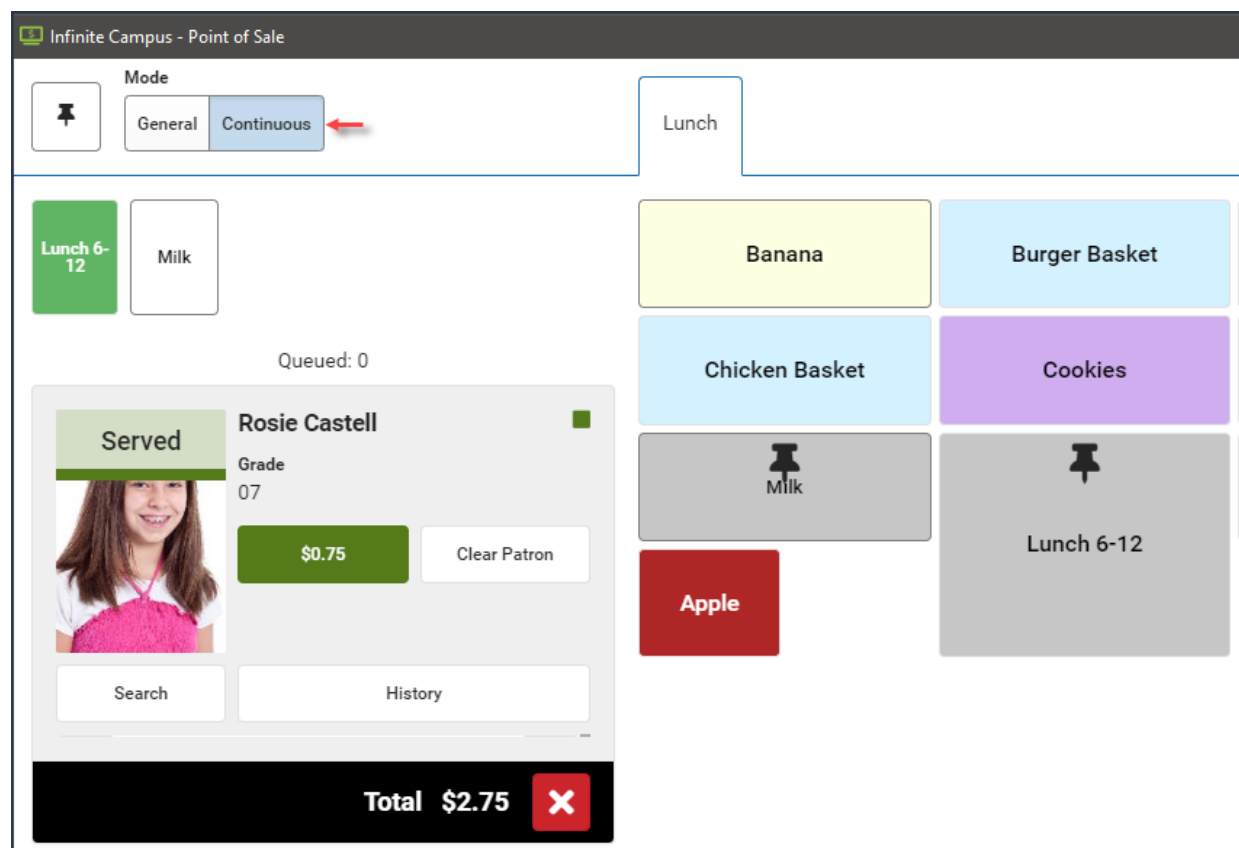 Infinite Campus - Point of Sale
Mode
General
Continuous
Lunch
Lunch 6-
12
Milk
Queued: 0
Served
Rosie Castell
Grade
07
$0.75
Clear Patron
Search
History
Total $2.75
Banana
Burger Basket
Chicken Basket
Cookies
Milk
Lunch 6-12
Apple